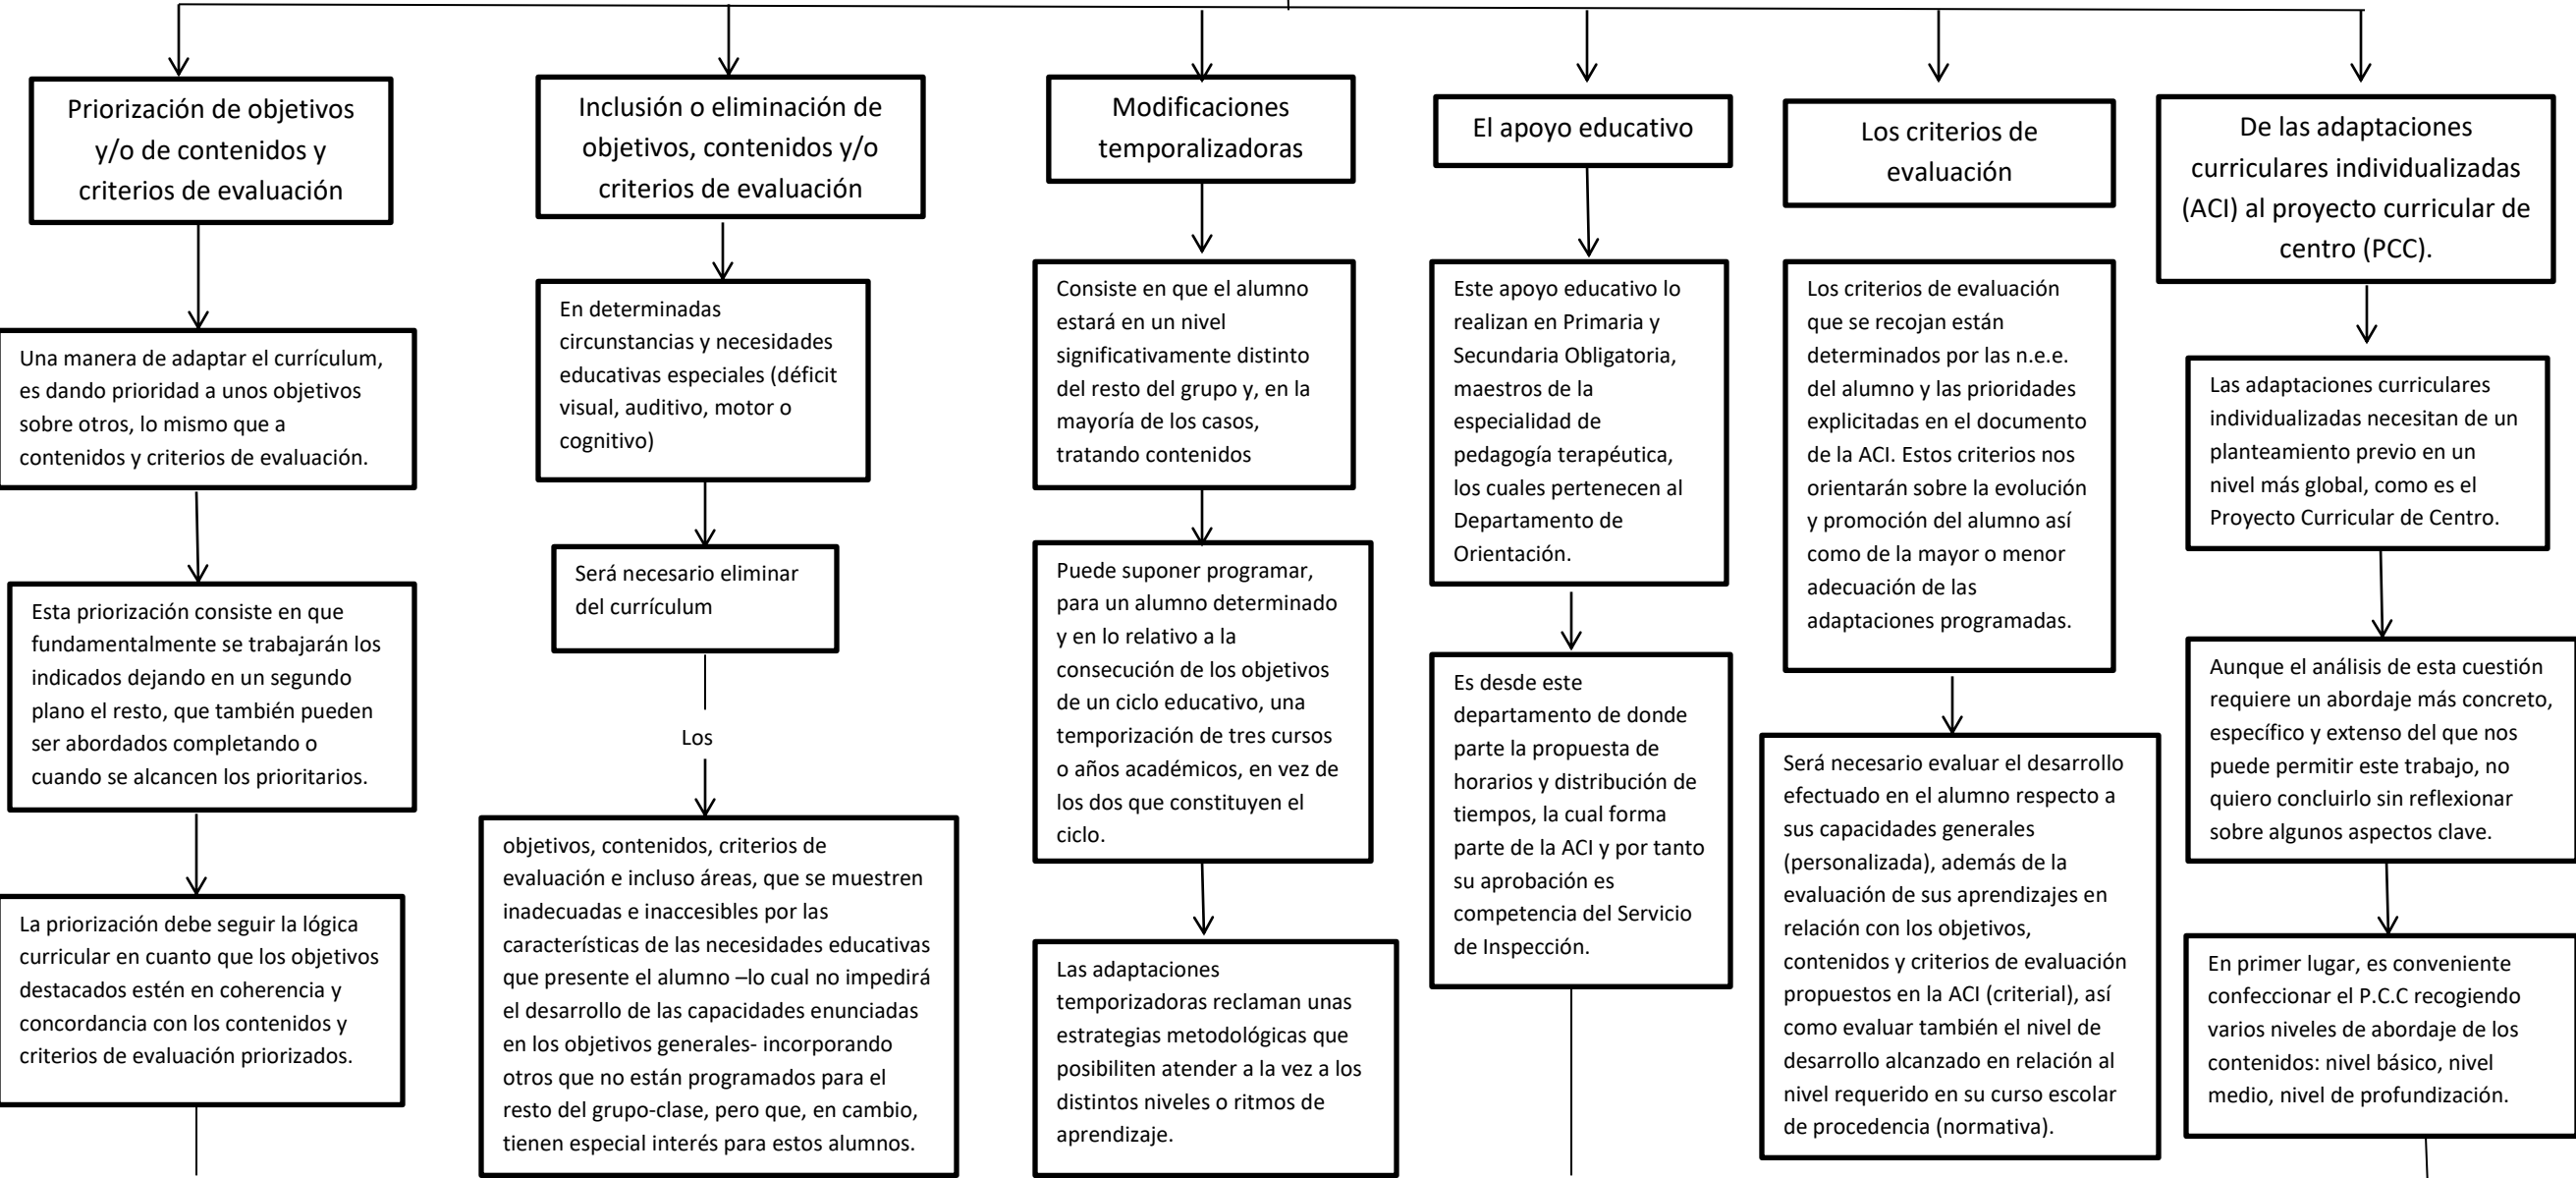 Priorización de objetivos
y/o de contenidos y
criterios de evaluación
Una manera de adaptar el currículum,
es dando prioridad a unos objetivos
sobre otros, lo mismo que a
contenidos y criterios de evaluación.
Esta priorización consiste en que
fundamentalmente se trabajarán los
indicados dejando en un segundo
plano el resto, que también pueden
ser abordados completando o
cuando se alcancen los prioritarios.
La priorización debe seguir la lógica
curricular en cuanto que los objetivos
destacados estén en coherencia y
concordancia con los contenidos y
criterios de evaluación priorizados.
Inclusión o eliminación de
objetivos, contenidos y/o
criterios de evaluación
En determinadas
circunstancias y necesidades
educativas especiales (déficit
visual, auditivo, motor o
cognitivo)
Será necesario eliminar
del currículum
Los
objetivos, contenidos, criterios de
evaluación e incluso áreas, que se muestren
inadecuadas e inaccesibles por las
características de las necesidades educativas
que presente el alumno –lo cual no impedirá
el desarrollo de las capacidades enunciadas
en los objetivos generales- incorporando
otros que no están programados para el
resto del grupo-clase, pero que, en cambio,
tienen especial interés para estos alumnos.
Modificaciones
temporalizadoras
Consiste en que el alumno
estará en un nivel
significativamente distinto
del resto del grupo y, en la
mayoría de los casos,
tratando contenidos
Puede suponer programar,
para un alumno determinado
y en lo relativo a la
consecución de los objetivos
de un ciclo educativo, una
temporización de tres cursos
o años académicos, en vez de
los dos que constituyen el
ciclo.
Las adaptaciones
temporizadoras reclaman unas
estrategias metodológicas que
posibiliten atender a la vez a los
distintos niveles o ritmos de
aprendizaje.
El apoyo educativo
Este apoyo educativo lo
realizan en Primaria y
Secundaria Obligatoria,
maestros de la
especialidad de
pedagogía terapéutica,
los cuales pertenecen al
Departamento de
Orientación.
Es desde este
departamento de donde
parte la propuesta de
horarios y distribución de
tiempos, la cual forma
parte de la ACI y por tanto
su aprobación es
competencia del Servicio
de Inspección.
Los criterios de
evaluación
Los criterios de evaluación
que se recojan están
determinados por las n.e.e.
del alumno y las prioridades
explicitadas en el documento
de la ACI. Estos criterios nos
orientarán sobre la evolución
y promoción del alumno así
como de la mayor o menor
adecuación de las
adaptaciones programadas.
Será necesario evaluar el desarrollo
efectuado en el alumno respecto a
sus capacidades generales
(personalizada), además de la
evaluación de sus aprendizajes en
relación con los objetivos,
contenidos y criterios de evaluación
propuestos en la ACI (criterial), así
como evaluar también el nivel de
desarrollo alcanzado en relación al
nivel requerido en su curso escolar
de procedencia (normativa).
De las adaptaciones
curriculares individualizadas
(ACI) al proyecto curricular de
centro (PCC).
Las adaptaciones curriculares
individualizadas necesitan de un
planteamiento previo en un
nivel más global, como es el
Proyecto Curricular de Centro.
Aunque el análisis de esta cuestión
requiere un abordaje más concreto,
específico y extenso del que nos
puede permitir este trabajo, no
quiero concluirlo sin reflexionar
sobre algunos aspectos clave.
En primer lugar, es conveniente
confeccionar el P.C.C recogiendo
varios niveles de abordaje de los
contenidos: nivel básico, nivel
medio, nivel de profundización.